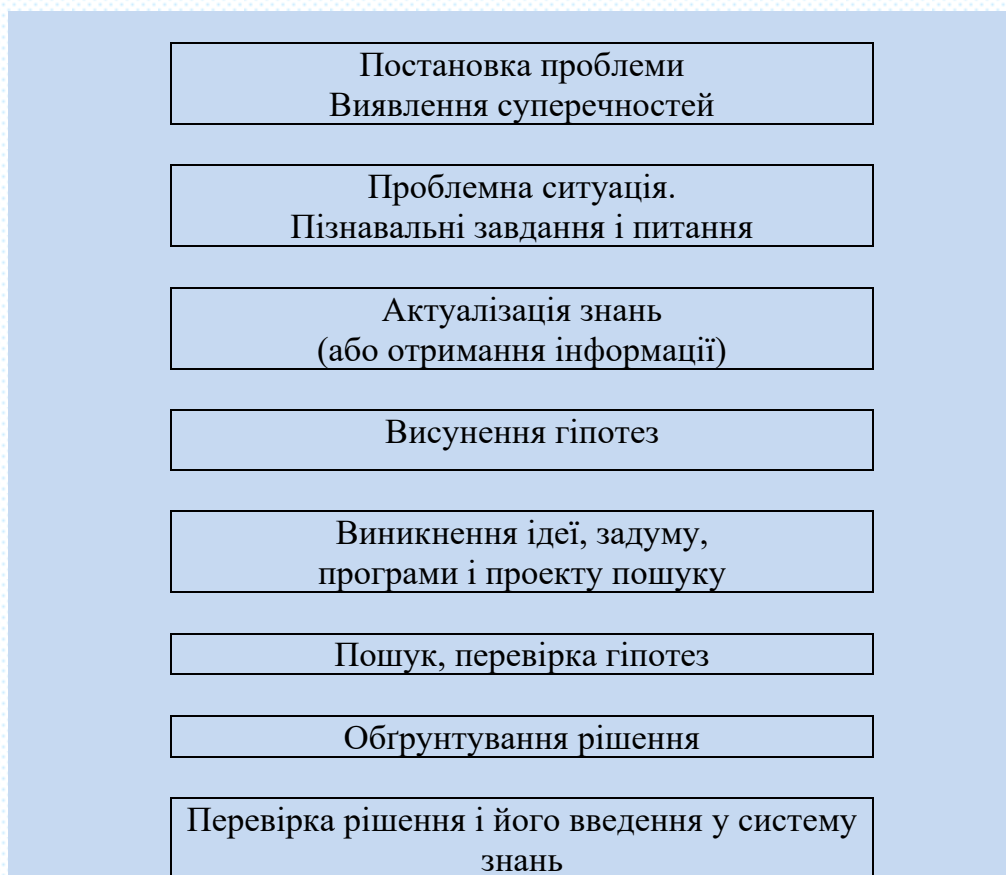 Постановка проблеми
Виявлення суперечностей
Проблемна ситуація.
Пізнавальні завдання і питання
Актуалізація знань
(або отримання інформації)
Висунення гіпотез
Виникнення ідеї, задуму,
програми і проекту пошуку
Пошук, перевірка гіпотез
Обґрунтування рішення
Перевірка рішення і його введення у систему
знань